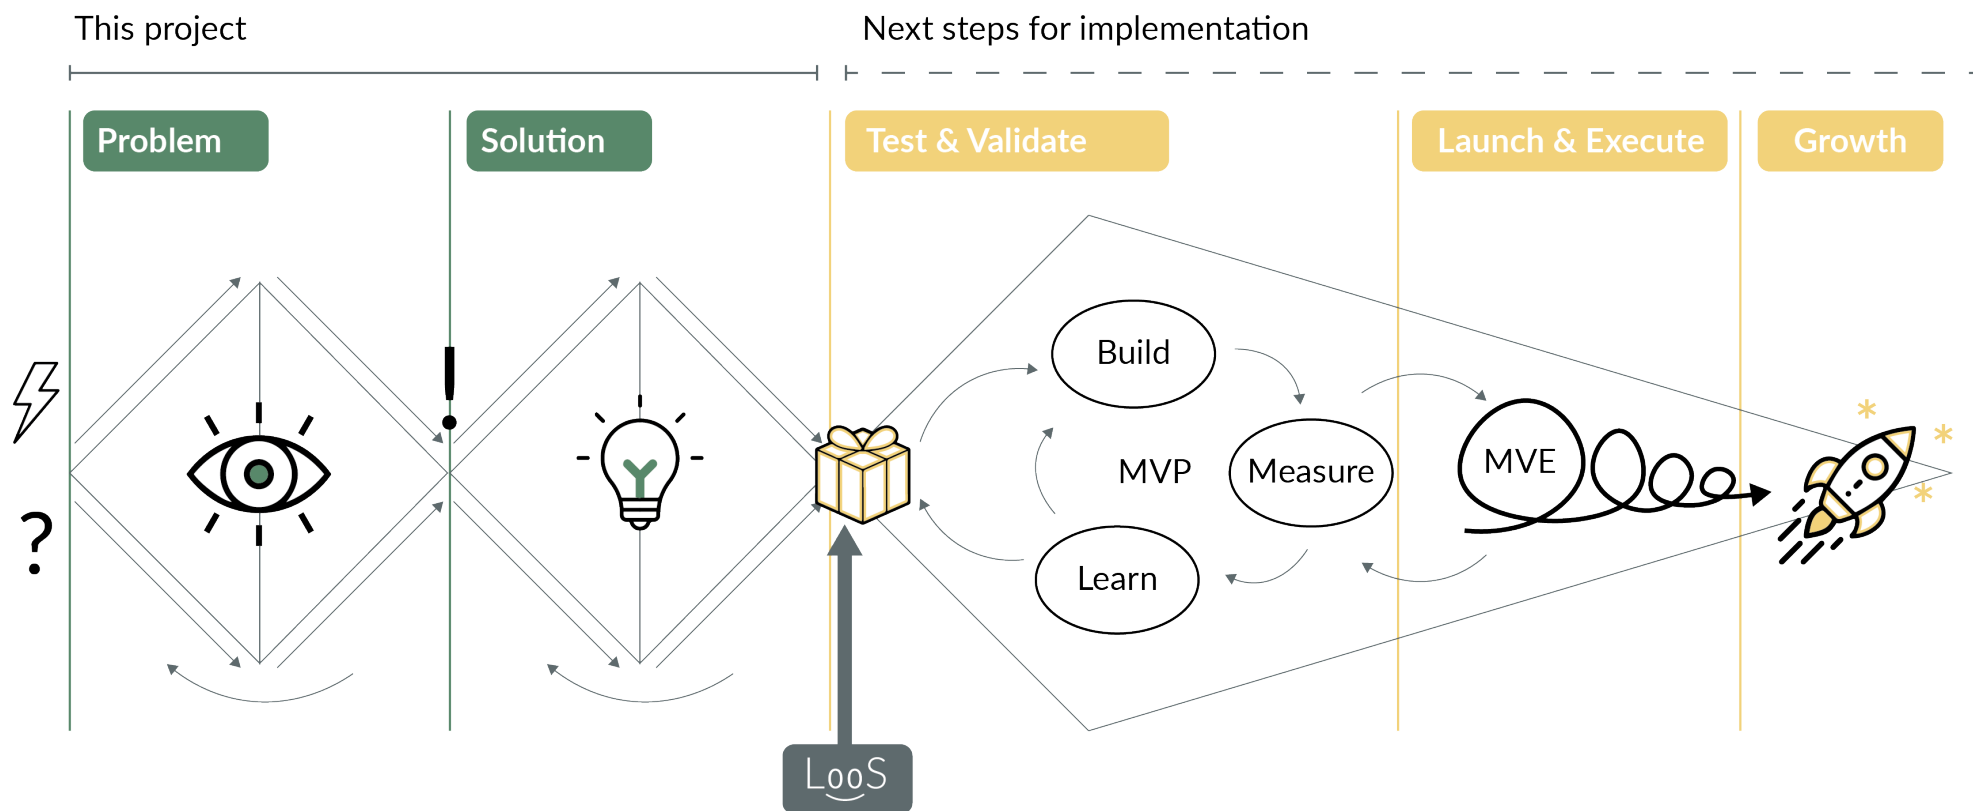 This project
Next steps for implementation
Problem
Solution
Test & Validate
Launch & Execute
Growth
!
?
Build
MVP
Measure
Learn
MVE
LooS